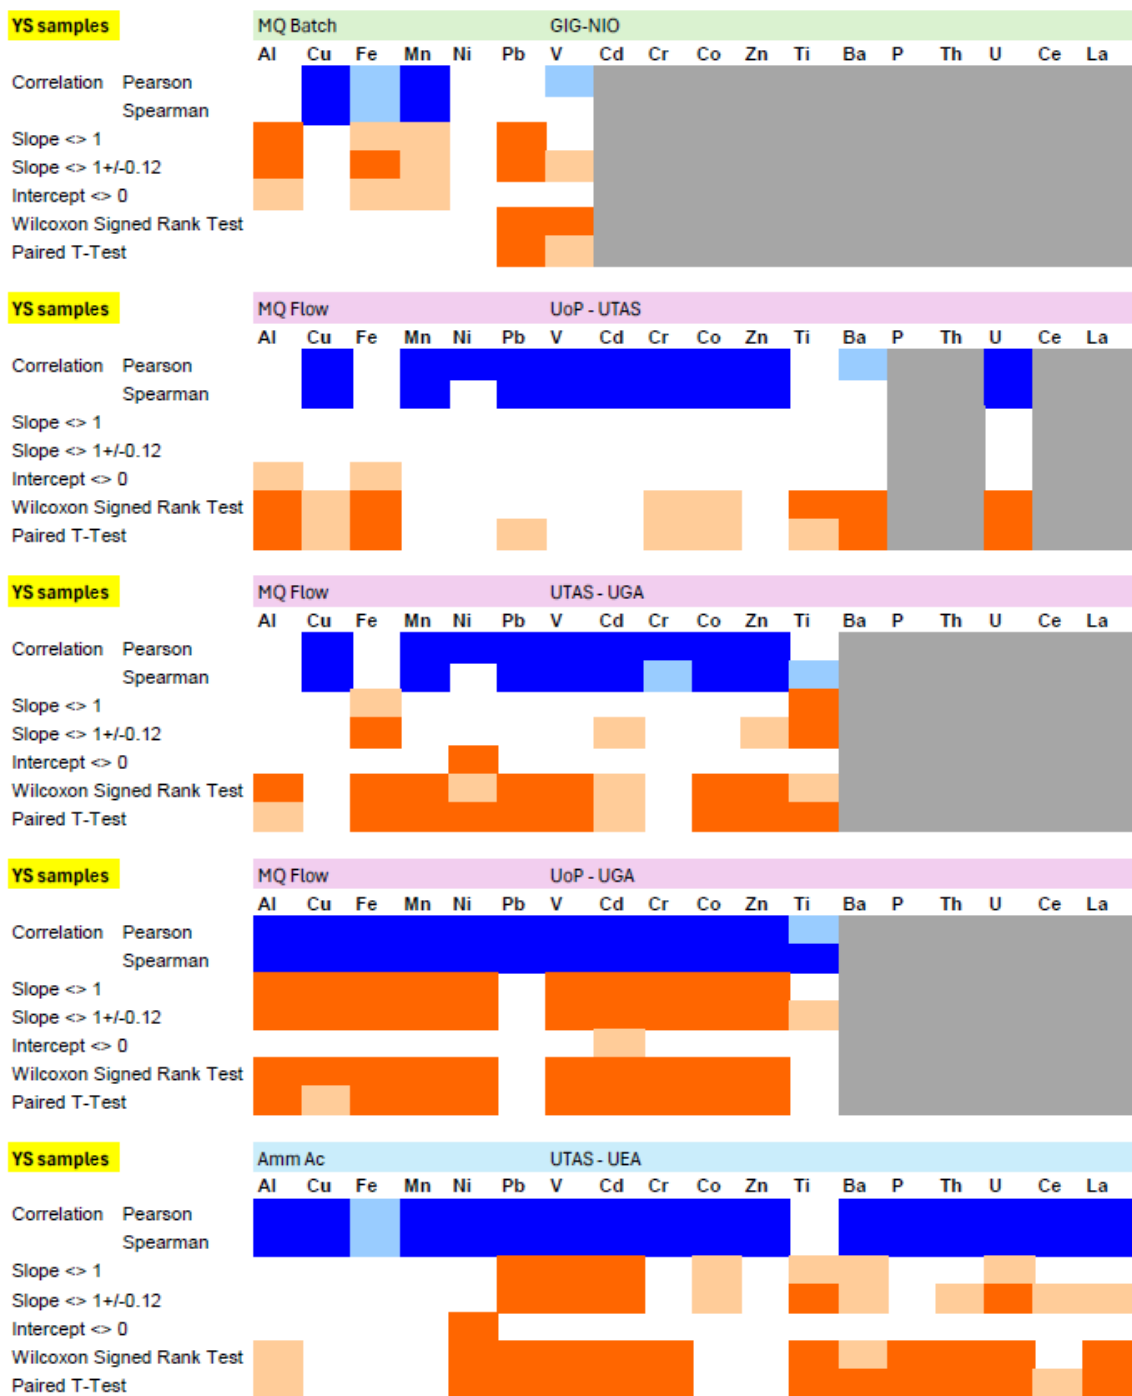 YS samples MQ Batch GIG-NIO
Al Cu Fe Mn Ni Pb V Cd Cr Co Zn Ti Ba P Th U Ce La
Correlation Pearson
Spearman
Slope <> 1
Slope <> 1+/-0.12
Intercept <> 0
Wilcoxon Signed Rank Test
Paired T-Test
YS samples MQ Flow UoP - UTAS
Al Cu Fe Mn Ni Pb V Cd Cr Co Zn Ti Ba P Th U Ce La
Correlation Pearson
Spearman
Slope <> 1
Slope <> 1+/-0.12
Intercept <> 0
Wilcoxon Signed Rank Test
Paired T-Test
YS samples MQ Flow UTAS - UGA
Al Cu Fe Mn Ni Pb V Cd Cr Co Zn Ti Ba P Th U Ce La
Correlation Pearson
Spearman
Slope <> 1
Slope <> 1+/-0.12
Intercept <> 0
Wilcoxon Signed Rank Test
Paired T-Test
YS samples MQ Flow UoP - UGA
Al Cu Fe Mn Ni Pb V Cd Cr Co Zn Ti Ba P Th U Ce La
Correlation Pearson
Spearman
Slope <> 1
Slope <> 1+/-0.12
Intercept <> 0
Wilcoxon Signed Rank Test
Paired T-Test
YS samples Amm Ac UTAS - UEA
Al Cu Fe Mn Ni Pb V Cd Cr Co Zn Ti Ba P Th U Ce La
Correlation Pearson
Spearman
Slope <> 1
Slope <> 1+/-0.12
Intercept <> 0
Wilcoxon Signed Rank Test
Paired T-Test